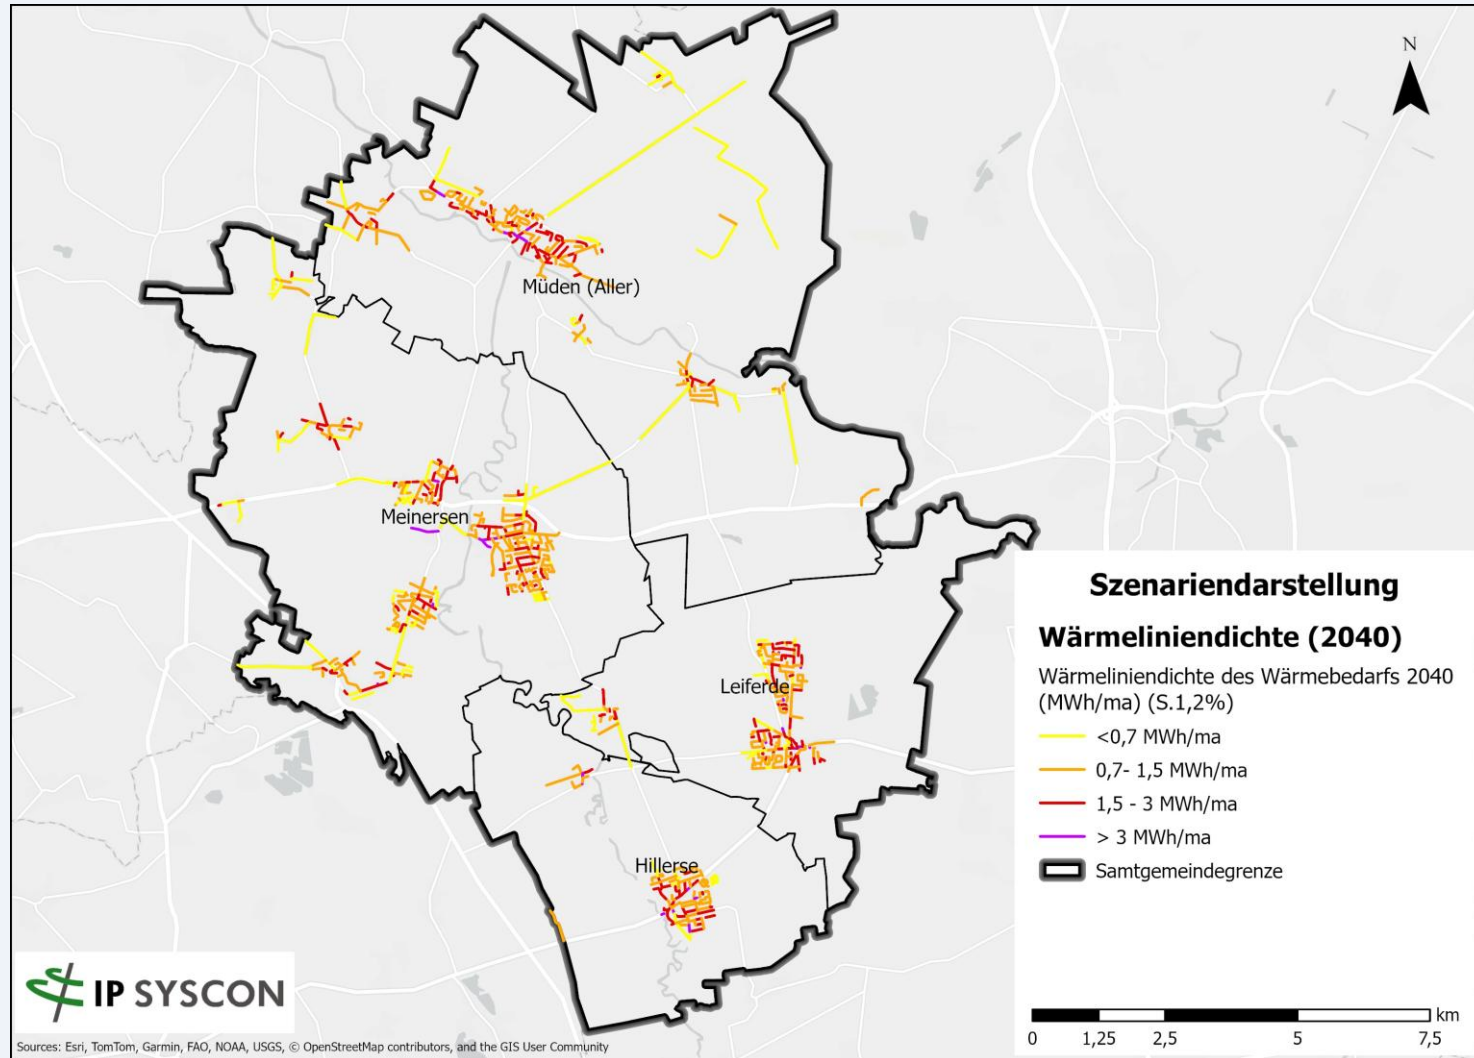 N
Müden (Aller)
Meinersen
Leiferde
Hillerse
Szenariendarstellung
Wärmeliniendichte (2040)
Wärmeliniendichte des Wärmebedarfs 2040
(MWh/ma) (S.1,2%)
<0,7 MWh/ma
0,7- 1,5 MWh/ma
1,5 - 3 MWh/ma
> 3 MWh/ma
Samtgemeindegrenze
IP SYSCON
km
0 1,25 2,5 5 7,5
Sources: Esri, TomTom, Garmin, FAO, NOAA, USGS, © OpenStreetMap contributors, and the GIS User Community